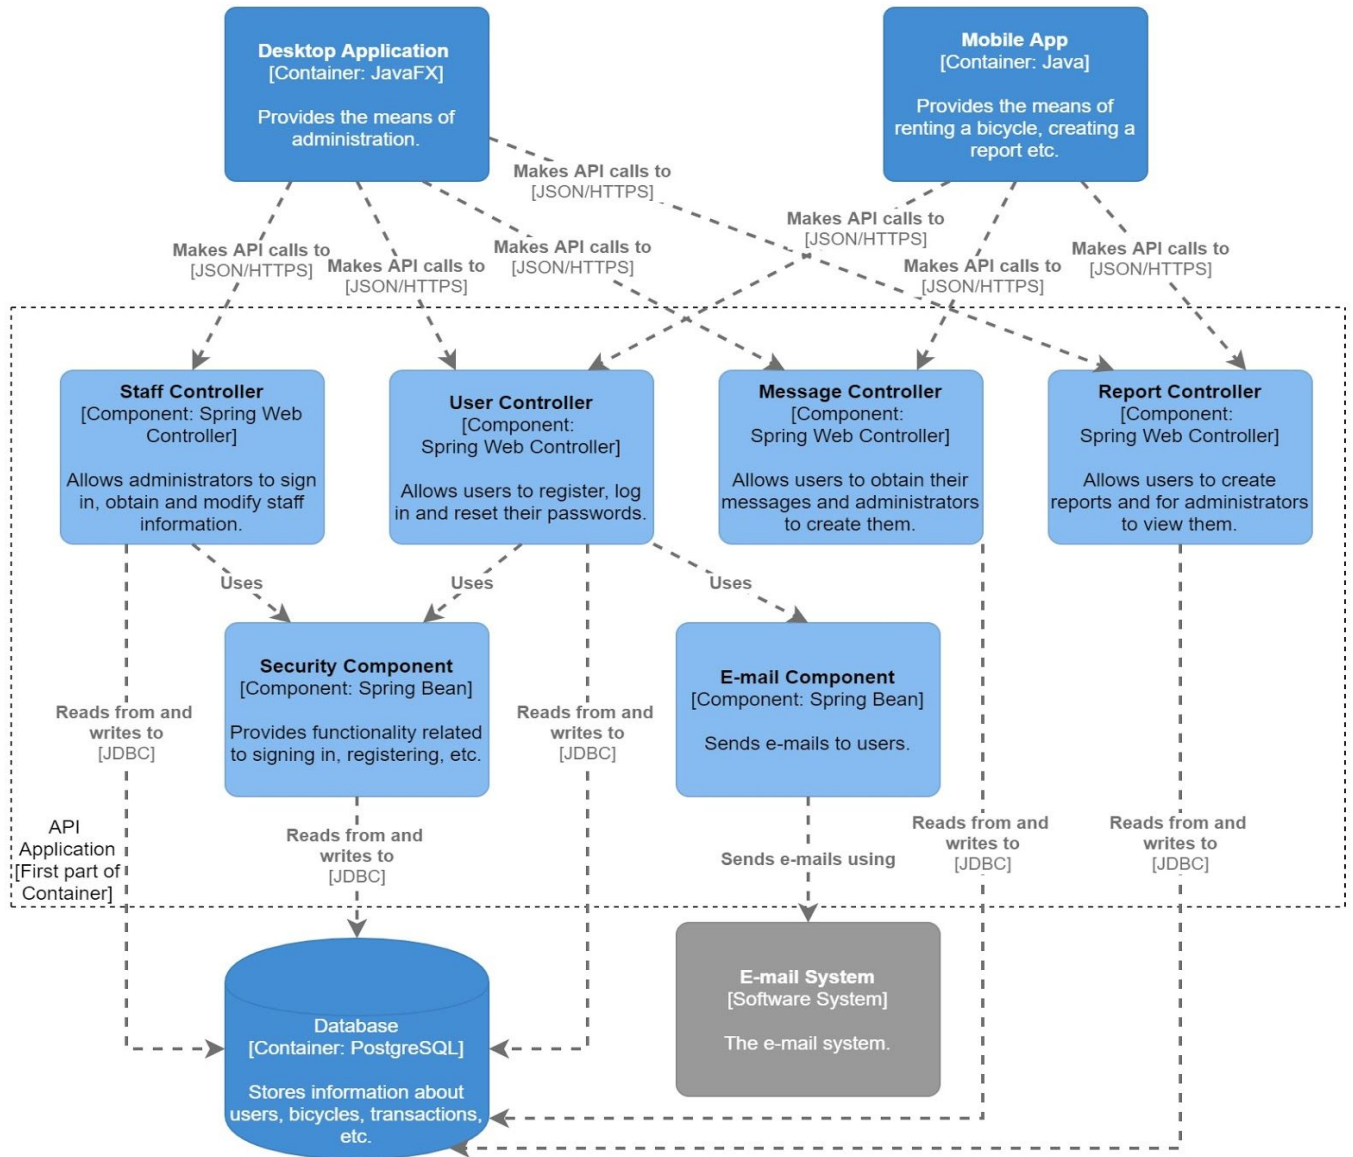 Desktop Application
[Container: JavaFX]
Provides the means of
administration.
Mobile App
[Container: Java]
Provides the means of
renting a bicycle, creating a
report etc.
Makes API calls to
[JSON/HTTPS]
Makes API calls to
[JSON/HTTPS]
Makes API calls to
[JSON/HTTPS]
Makes API calls to
[JSON/HTTPS]
Makes API calls to
[JSON/HTTPS]
Makes API calls to
[JSON/HTTPS]
Makes API calls to
[JSON/HTTPS]
Staff Controller
[Component: Spring Web
Controller]
Allows administrators to sign
in, obtain and modify staff
information.
User Controller
[Component:
Spring Web Controller]
Allows users to register, log
in and reset their passwords.
Message Controller
[Component:
Spring Web Controller]
Allows users to obtain their
messages and administrators
to create them.
Report Controller
[Component:
Spring Web Controller]
Allows users to create
reports and for administrators
to view them.
Uses
Uses
Uses
Security Component
[Component: Spring Bean]
Provides functionality related
to signing in, registering, etc.
E-mail Component
[Component: Spring Bean]
Sends e-mails to users.
Reads from and
writes to
[JDBC]
Reads from and
writes to
[JDBC]
Reads from and
writes to
[JDBC]
Sends e-mails using
Reads from and
writes to
[JDBC]
Reads from and
writes to
[JDBC]
API
Application
[First part of
Container]
Database
[Container: PostgreSQL]
Stores information about
users, bicycles, transactions,
etc.
E-mail System
[Software System]
The e-mail system.